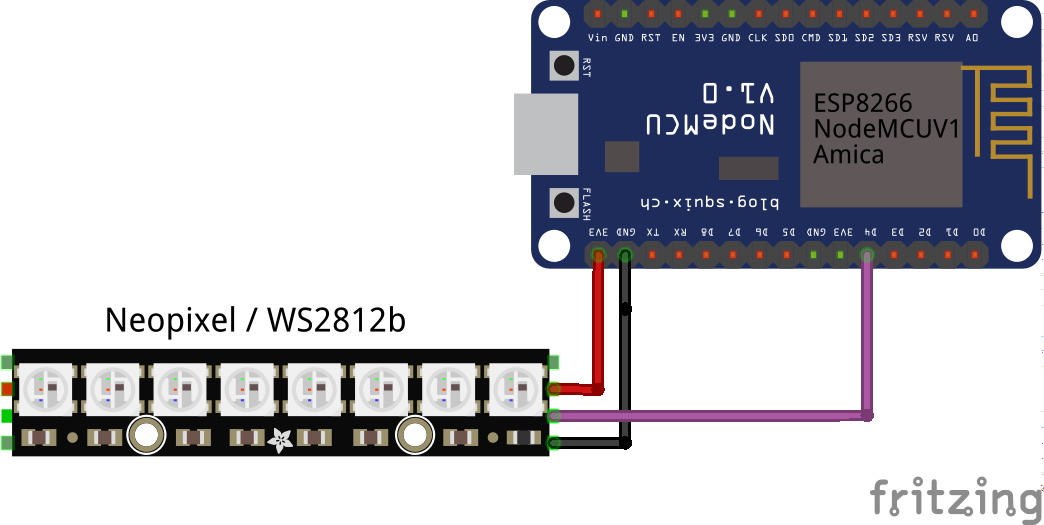 Vin GND RST EN 3V3 GND CLK SD0 CMD SD1 SD2 SD3 RSV RSV A0
RST
V1.0
NodeMCU
ESP8266
NodeMCUV1
Amica
FLASH
blog.squix.ch
3V3 GND TX RX D8 D7 D6 D5 GND 3V3 D4 D3 D2 D1 D0
Neopixel / WS2812b
fritzing